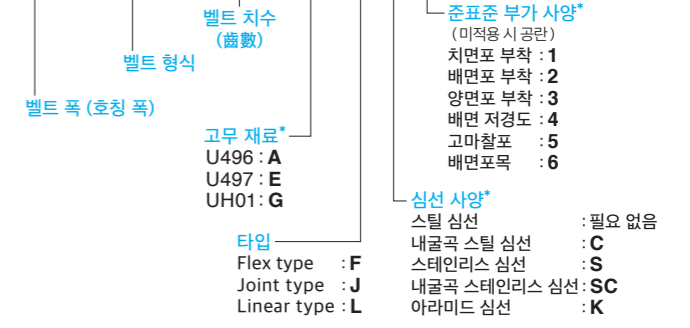 벨트 치수
(齒數)
벨트 형식
벨트 폭 (호칭 폭)
고무 재료*
U496 : A
U497 : E
UH01 : G
타입
Flex type : F
Joint type : J
Linear type : L
준표준 부가 사양*
(미적용 시 공란)
치면포 부착 : 1
배면포 부착 : 2
양면포 부착 : 3
배면 저경도 : 4
고마찰포 : 5
배면포목 : 6
심선 사양*
스틸 심선 : 필요 없음
내굴곡 스틸 심선 : C
스테인리스 심선 : S
내굴곡 스테인리스 심선 : SC
아라미드 심선 : K